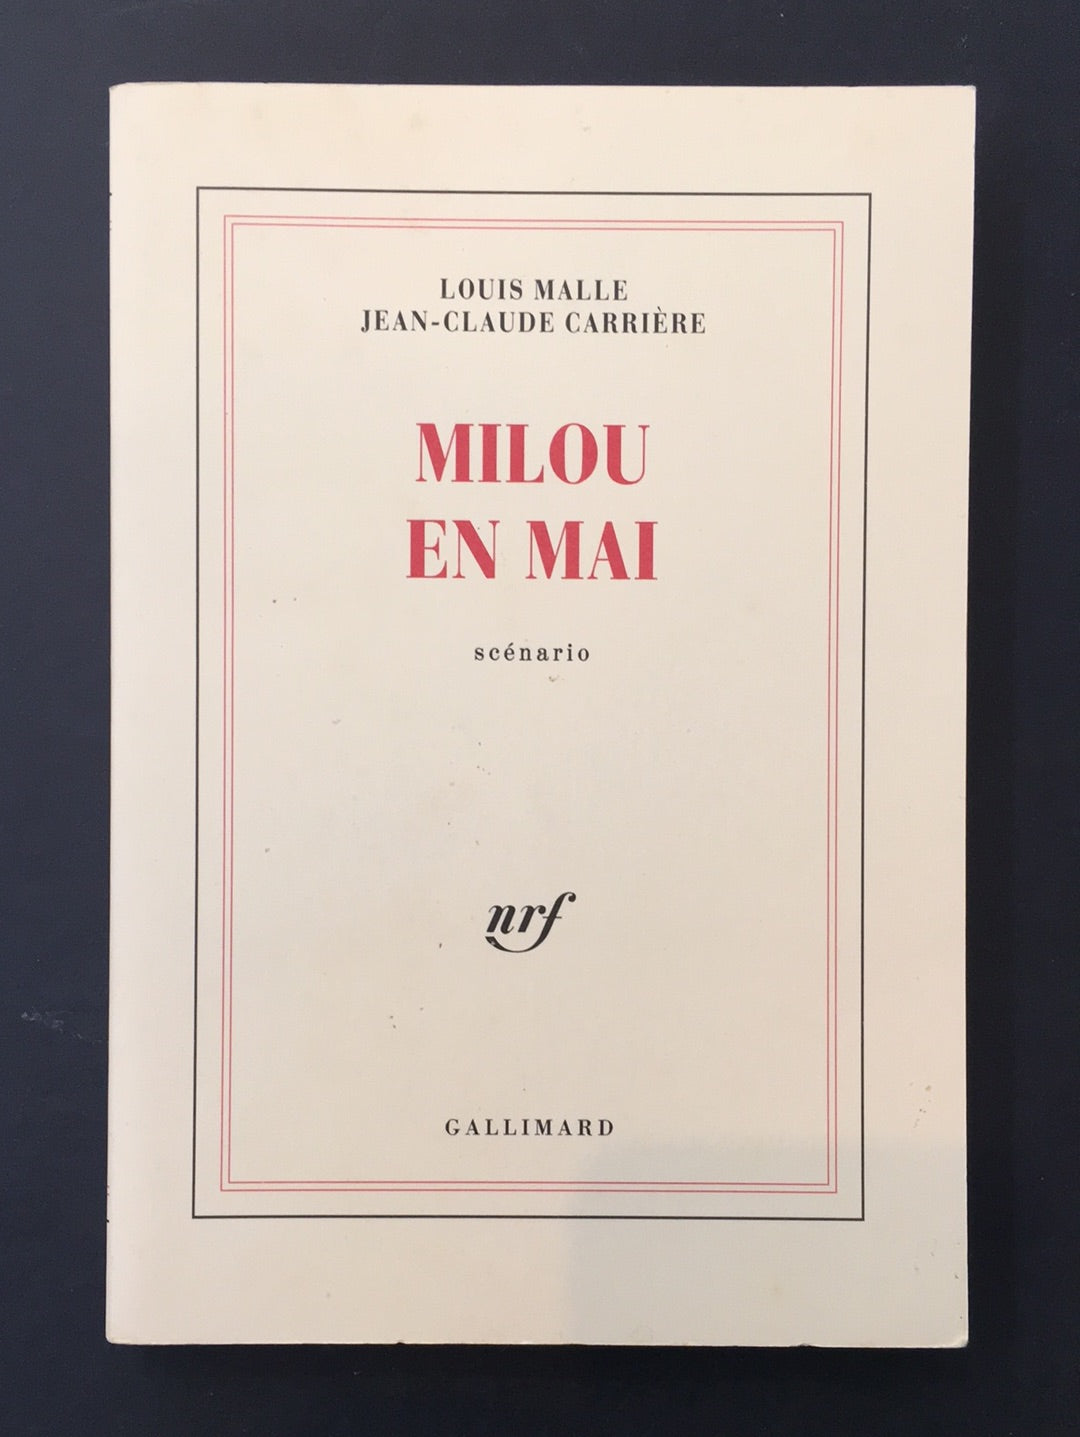 LOUIS MALLE
JEAN-CLAUDE CARRIÈRE
MILOU
EN MAI
scénario
nrf
GALLIMARD